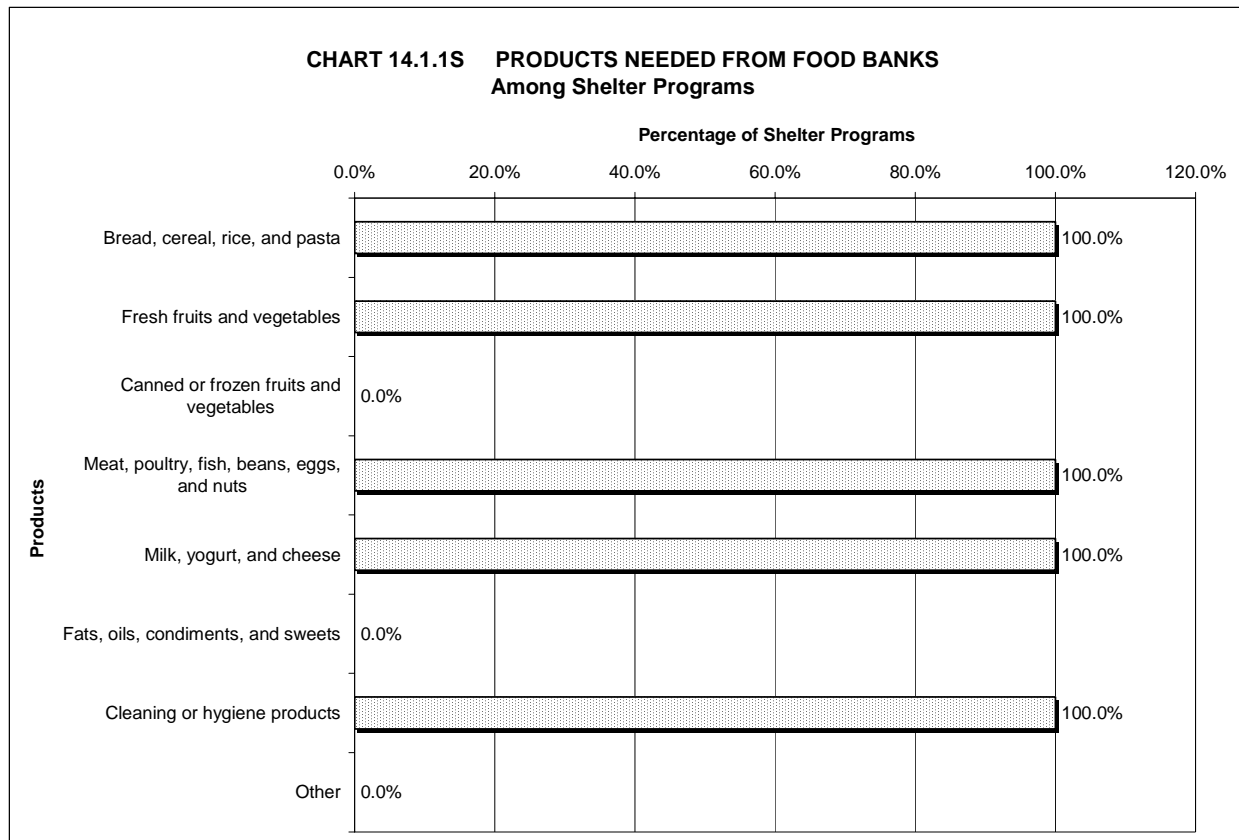 CHART 14.1.1S PRODUCTS NEEDED FROM FOOD BANKS
Among Shelter Programs
Percentage of Shelter Programs
0.0% 20.0% 40.0% 60.0% 80.0% 100.0% 120.0%
Bread, cereal, rice, and pasta 100.0%
Fresh fruits and vegetables 100.0%
Canned or frozen fruits and
vegetables 0.0%
Meat, poultry, fish, beans, eggs,
and nuts 100.0%
Milk, yogurt, and cheese 100.0%
Fats, oils, condiments, and sweets 0.0%
Cleaning or hygiene products 100.0%
Other 0.0%
Products